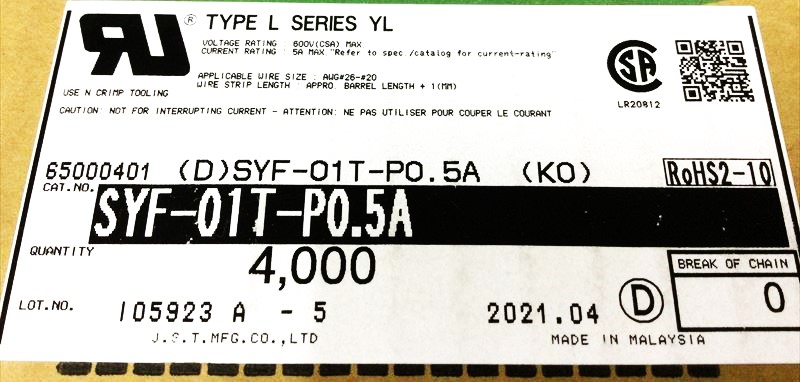 ® TYPE L SERIES YL
VOLTAGE RATING : 600V(CSA) MAX
CURRENT RATING : 5A MAX "Refer to spec /catalog for current-rating"
APPLICABLE WIRE SIZE : AWG#26-#20
WIRE STRIP LENGTH : APPRO. BARREL LENGTH + 1(MM)
USE N CRIMP TOOLING
SA
LR20812
CAUTION: NOT FOR INTERRUPTING CURRENT - ATTENTION: NE PAS UTILISER POUR COUPER LE COURANT
65000401 (D)SYF-01T-P0.5A (KO) RoHS2-10
CAT.NO. SYF-01T-P0.5A
QUANTITY 4,000
BREAK OF CHAIN
0
LOT.NO. I05923 A - 5 2021.04 D
J.S.T.MFG.CO.,LTD MADE IN MALAYSIA